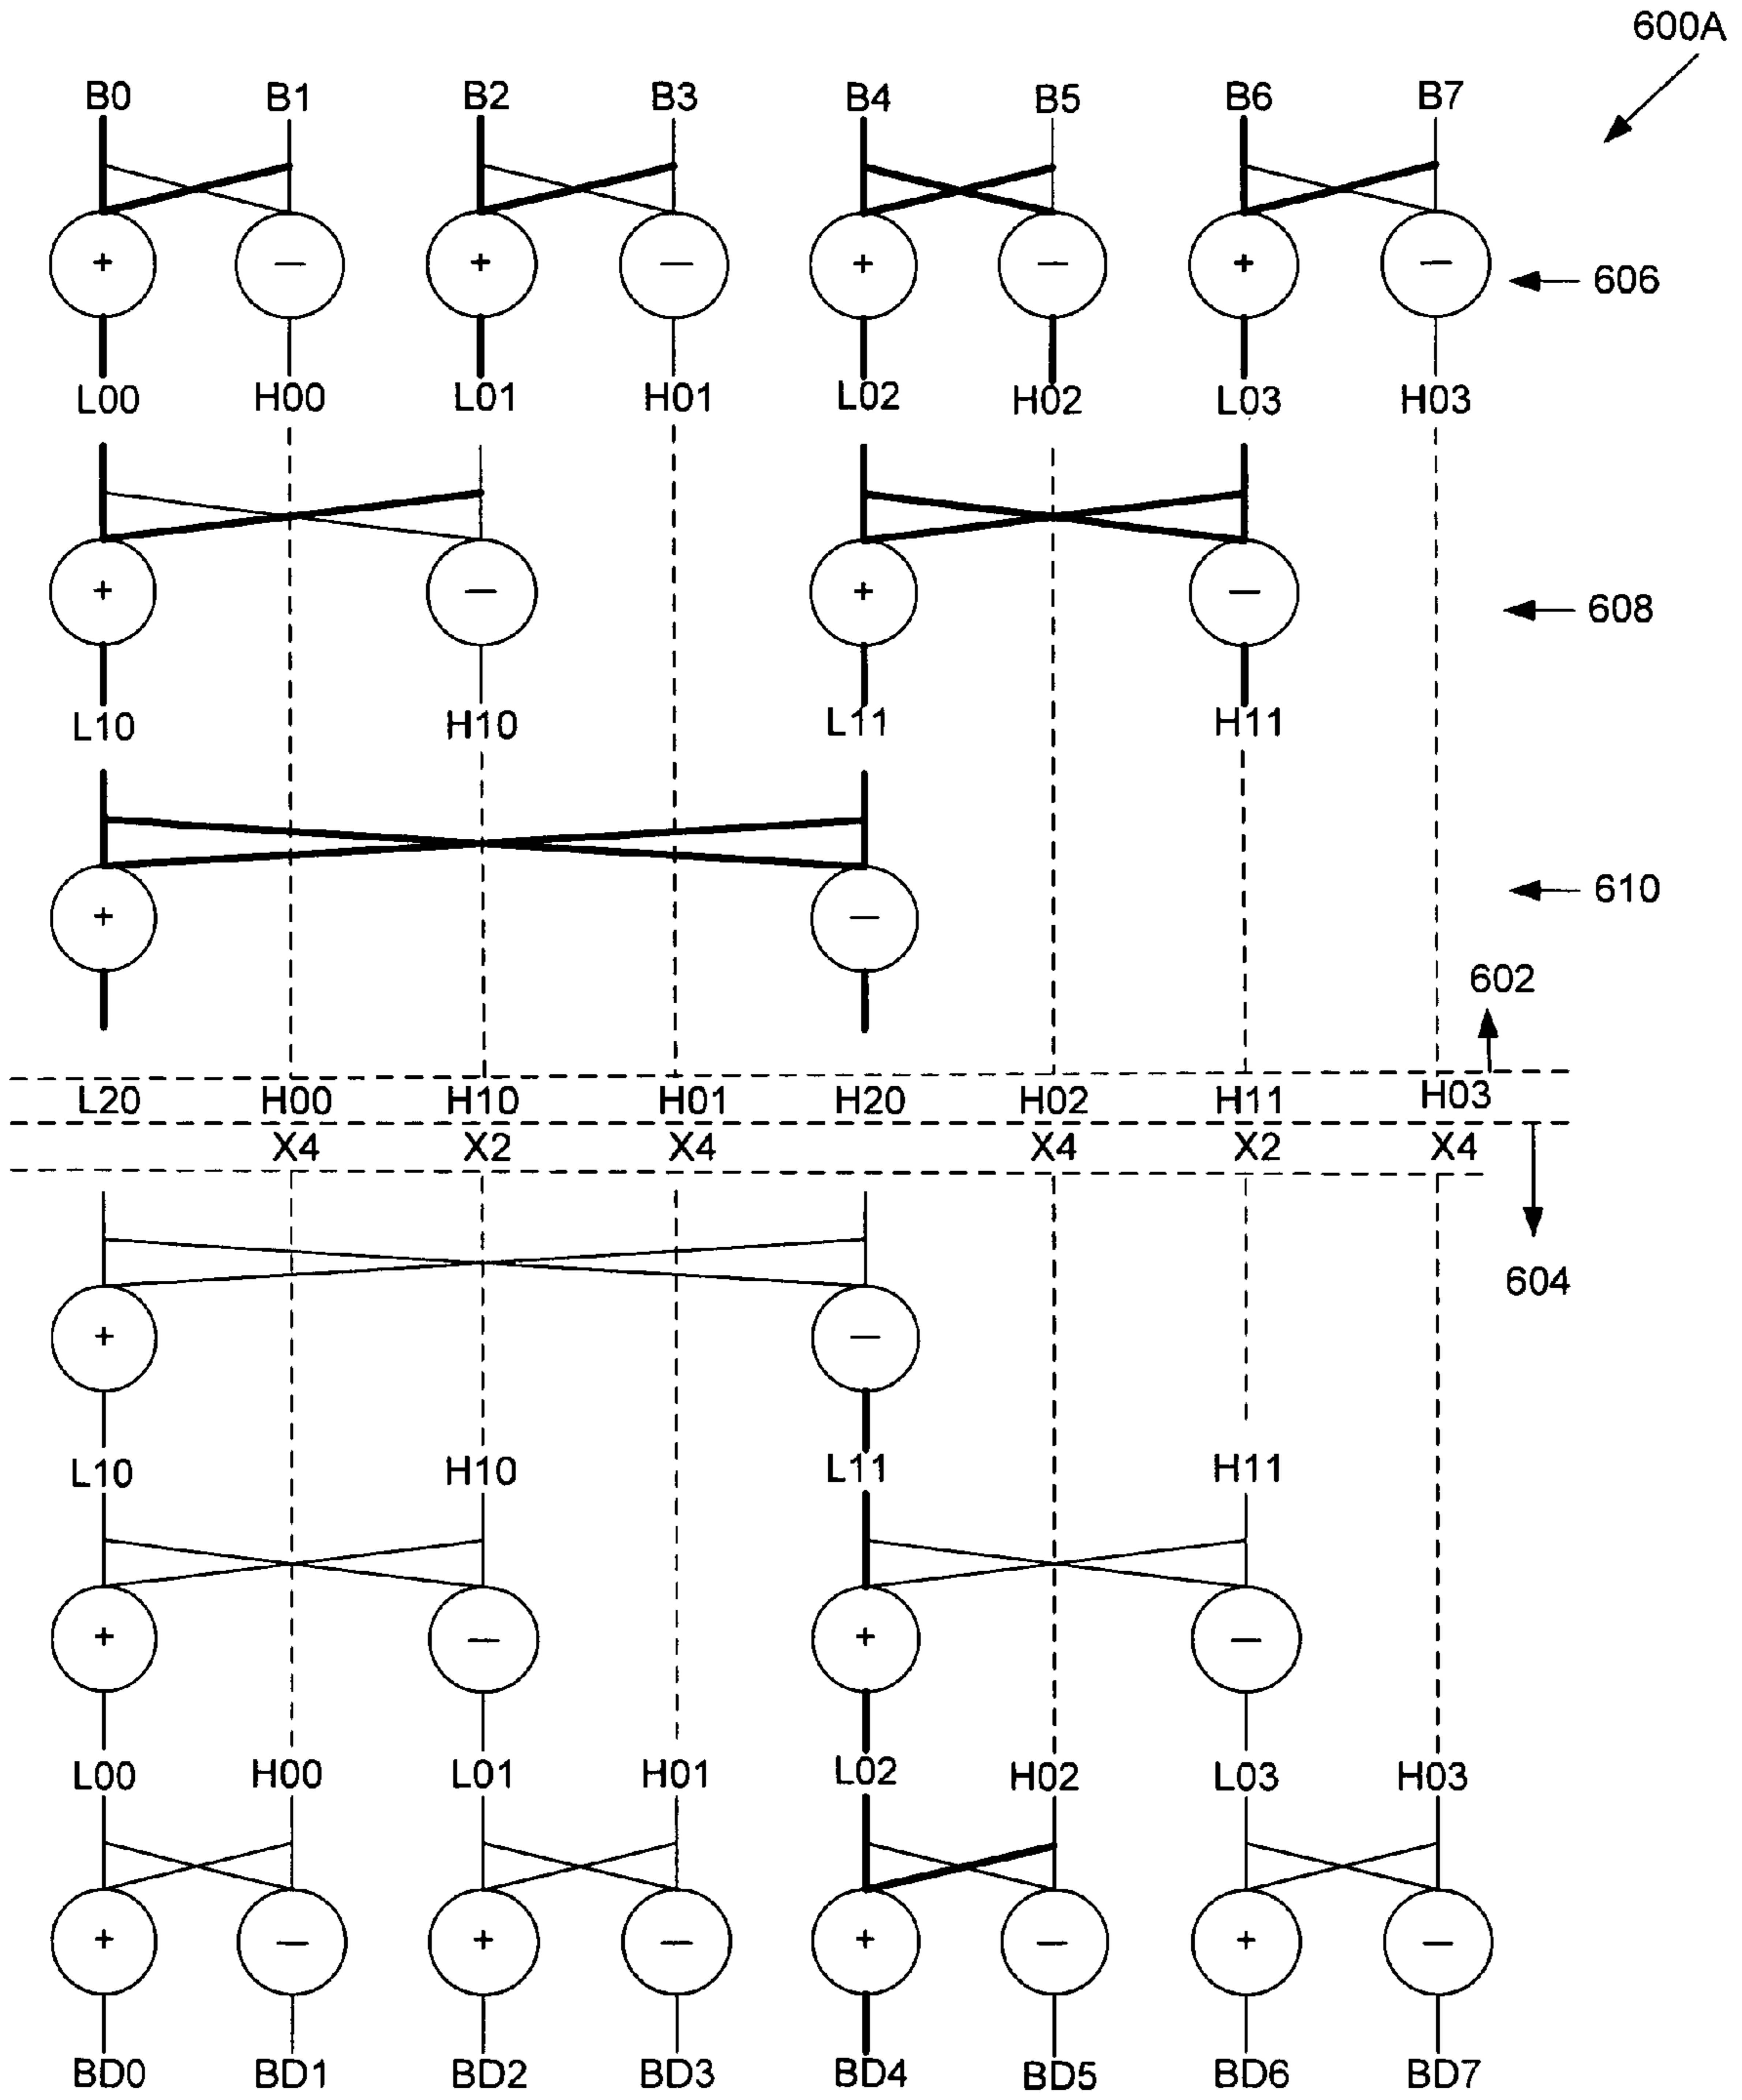 600A
B0 B1 B2 B3 B4 B5 B6 B7
+ — + — + — + —
606
L00 H00 L01 H01 L02 H02 L03 H03
+ — + —
608
L10 H10 L11 H11
+ —
610
602
L20 H00 H10 H01 H20 H02 H11 H03
X4 X2 X4 X4 X2 X4
604
+ —
L10 H10 L11 H11
+ — + —
L00 H00 L01 H01 L02 H02 L03 H03
+ — + — + — + —
BD0 BD1 BD2 BD3 BD4 BD5 BD6 BD7